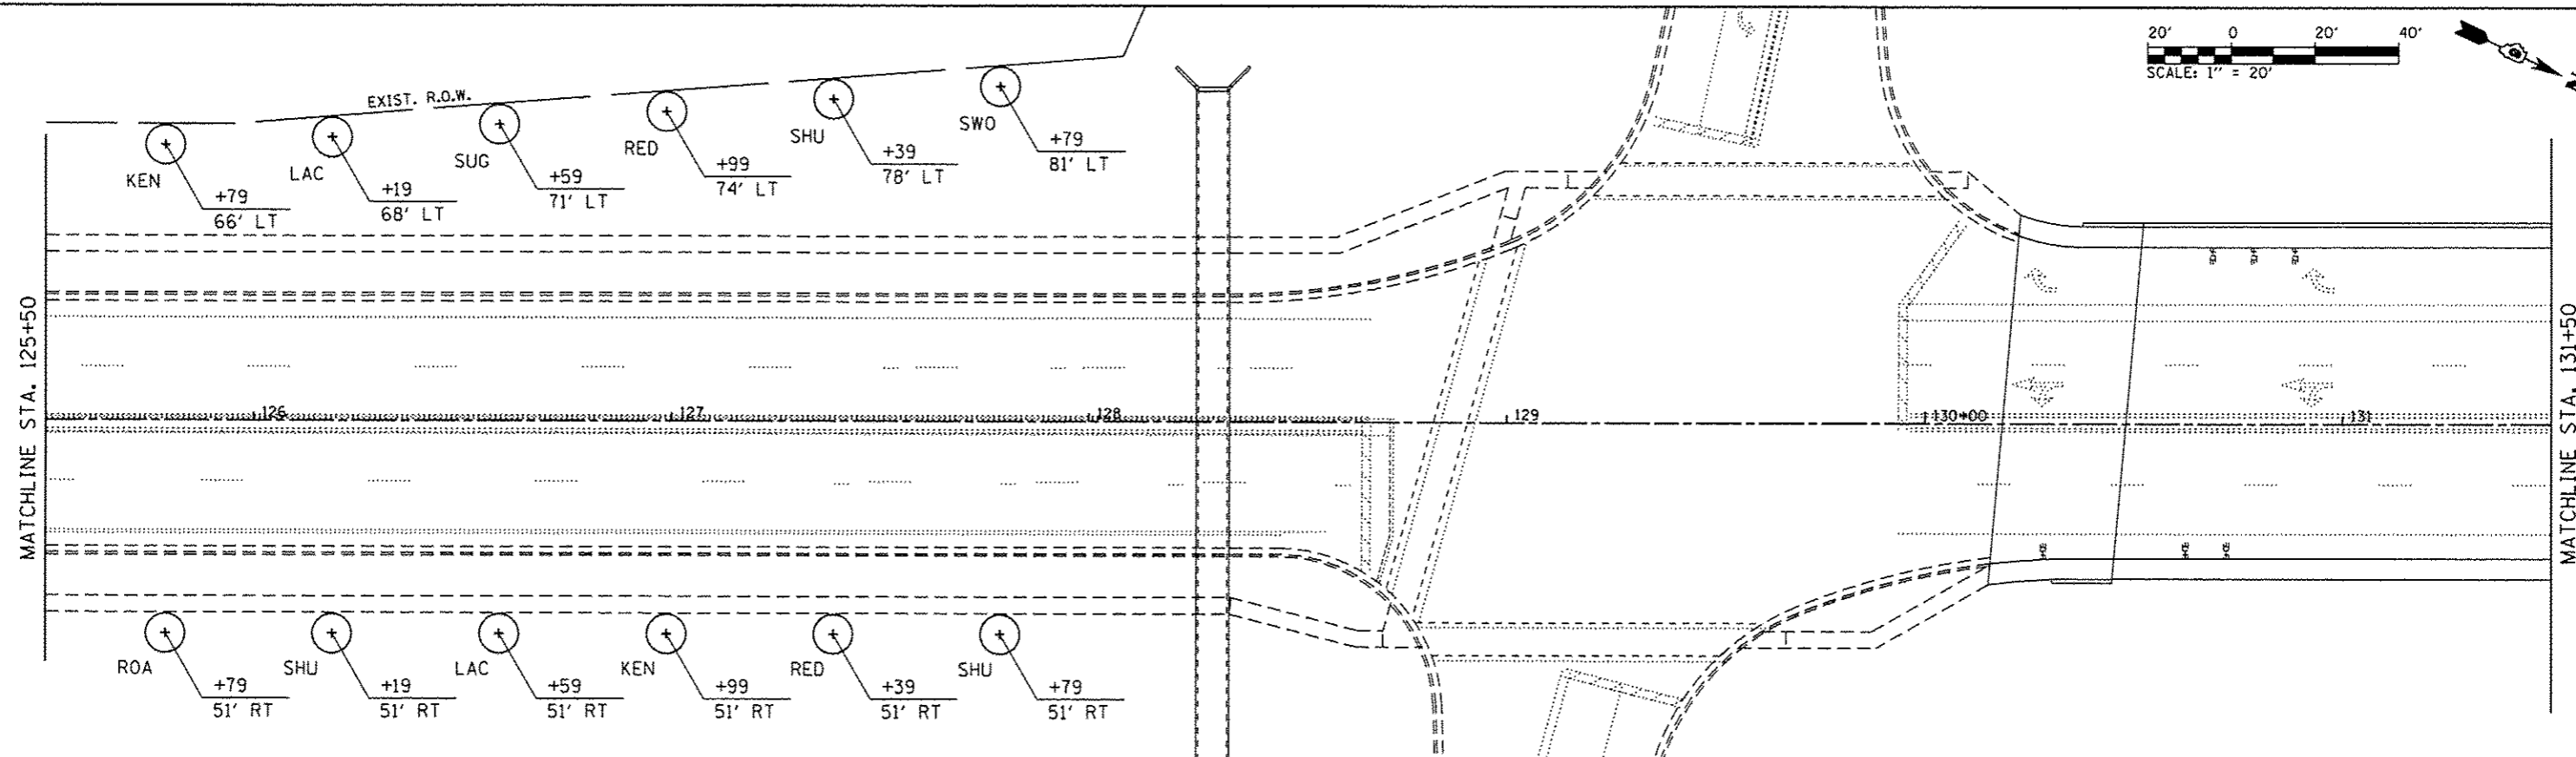 20' 0 20' 40'
SCALE: 1" = 20'
N
EXIST. R.O.W.
KEN
+79
66' LT
LAC
+19
68' LT
SUG
+59
71' LT
RED
+99
74' LT
SHU
+39
78' LT
SWO
+79
81' LT
MATCHLINE STA. 125+50
126
127
128
129
130+00
131
MATCHLINE STA. 131+50
ROA
+79
51' RT
SHU
+19
51' RT
LAC
+59
51' RT
KEN
+99
51' RT
RED
+39
51' RT
SHU
+79
51' RT